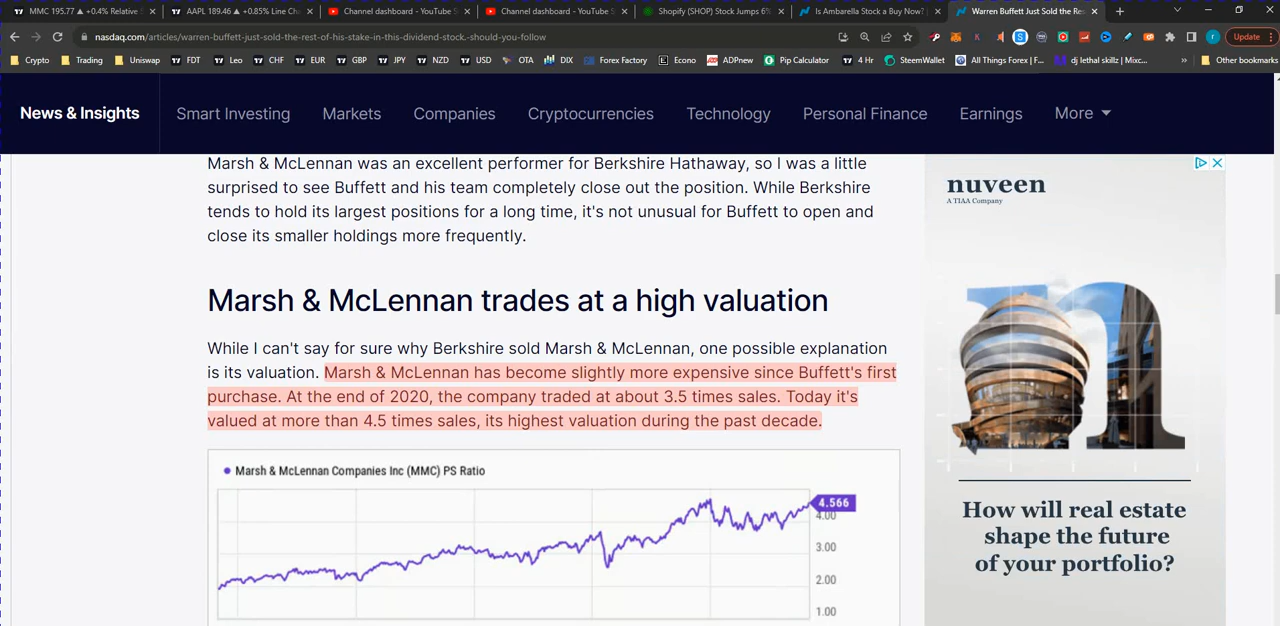 MMC 195.77 ▲ +0.4% Relative S
AAPL 189.46 ▲ +0.85% Line Cha
Channel dashboard - YouTube S
Channel dashboard - YouTube S
Shopify (SHOP) Stock Jumps 6%
Is Ambarella Stock a Buy Now? |
Warren Buffett Just Sold the Res
nasdaq.com/articles/warren-buffett-just-sold-the-rest-of-his-stake-in-this-dividend-stock-should-you-follow
Update
Crypto Trading Uniswap FDT Leo CHF EUR GBP JPY NZD USD OTA DIX Forex Factory Econo ADPnew Pip Calculator 4 Hr SteemWallet All Things Forex | F... dj lethal skillz | Mixc... » Other bookmarks
News & Insights Smart Investing Markets Companies Cryptocurrencies Technology Personal Finance Earnings More
Marsh & McLennan was an excellent performer for Berkshire Hathaway, so I was a little
surprised to see Buffett and his team completely close out the position. While Berkshire
tends to hold its largest positions for a long time, it's not unusual for Buffett to open and
close its smaller holdings more frequently.
Marsh & McLennan trades at a high valuation
While I can't say for sure why Berkshire sold Marsh & McLennan, one possible explanation
is its valuation. Marsh & McLennan has become slightly more expensive since Buffett's first
purchase. At the end of 2020, the company traded at about 3.5 times sales. Today it's
valued at more than 4.5 times sales, its highest valuation during the past decade.
Marsh & McLennan Companies Inc (MMC) PS Ratio
4.566
4.00
3.00
2.00
1.00
nuveen
A TIAA Company
n
How will real estate
shape the future
of your portfolio?